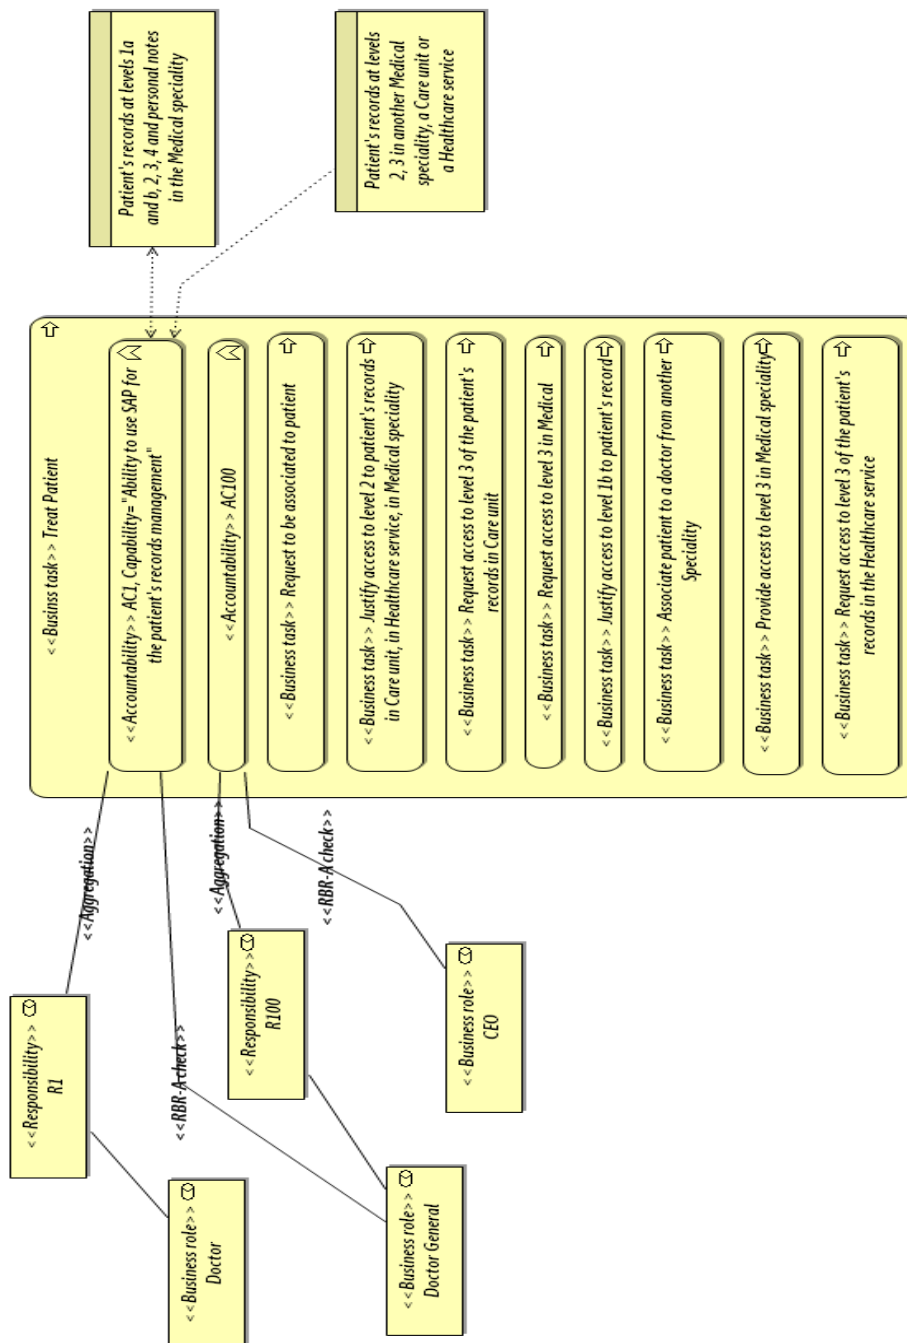 Patient's records at levels 1a
and b, 2, 3, 4 and personal notes
in the Medical speciality
Patient's records at levels
2, 3 in another Medical
speciality, a Care unit or
a Healthcare service
<<Businss task>> Treat Patient
<<Accountability>> AC1, Capability="Ability to use SAP for
the patient's records management"
<<Accountability>> AC100
<<Business task>> Request to be associated to patient
<<Business task>> Justify access to level 2 to patient's records
in Care unit, in Healthcare service, in Medical speciality
<<Business task>> Request access to level 3 of the patient's
records in Care unit
<<Business task>> Request access to level 3 in Medical
<<Business task>> Justify access to level 1b to patient's record
<<Business task>> Associate patient to a doctor from another
Speciality
<<Business task>> Provide access to level 3 in Medical speciality
<<Business task>> Request access to level 3 of the patient's
records in the Healthcare service
<<Aggregation>>
<<RBR-A check>>
<<Aggregation>>
<<RBR-A check>>
<<Responsibility>>
R1
<<Responsibility>>
R100
<<Business role>>
CEO
<<Business role>>
Doctor
<<Business role>>
Doctor General